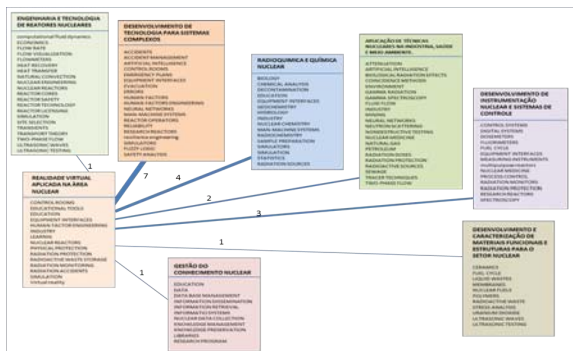 ENGENHARIA E TECNOLOGIA
DE REATORES NUCLEARES
computational fluid dynamics
ECONOMICS
FLOW RATE
FLOW VISUALIZATION
FLOWMETERS
HEAT RECOVERY
HEAT TRANSFER
NATURAL CONVECTION
NUCLEAR ENGINEERING
NUCLEAR REACTORS
REACTOR CORES
REACTOR SAFETY
REACTOR TECHNOLOGY
REACTOR LICENSING
SIMULATION
SITE SELECTION
TRANSIENTS
TRANSPORT THEORY
TWO-PHASE FLOW
ULTRASONIC WAVES
ULTRASONIC TESTING
DESENVOLVIMENTO DE
TECNOLOGIA PARA SISTEMAS
COMPLEXOS
ACCIDENTS
ACCIDENT MANAGEMENT
ARTIFICIAL INTELLIGENCE
CONTROL ROOMS
EMERGENCY PLANS
EQUIPMENT INTERFACES
EVALUATION
ERRORS
HUMAN FACTORS
HUMAN FACTORS ENGINEERING
NEURAL NETWORKS
MAN-MACHINE SYSTEMS
REACTOR OPERATORS
RELIABILITY
RESEARCH REACTORS
resilience engineering
SIMULATORS
FUZZY LOGIC
SAFETY ANALYSIS
RADIOQUIMICA E QUÍMICA
NUCLEAR
BIOLOGY
CHEMICAL ANALYSIS
DECONTAMINATION
EDUCATION
EQUIPMENT INTERFACES
GEOCHEMISTRY
HYDROLOGY
INDUSTRY
NUCLEAR CHEMISTRY
MAN-MACHINE SYSTEMS
RADIOCHEMISTRY
SAMPLE PREPARATION
SIMULATORS
SIMULATION
STATISTICS
RADIATION SOURCES
APLICAÇÃO DE TÉCNICAS
NUCLEARES NA INDÚSTRIA, SAÚDE
E MEIO AMBIENTE.
ATTENUATION
ARTIFICIAL INTELLIGENCE
BIOLOGICAL RADIATION EFFECTS
COINCIDENCE METHODS
ENVIRONMENT
GAMMA RADIATION
GAMMA SPECTROSCOPY
FLUID FLOW
INDUSTRY
MINING
NEURAL NETWORKS
NEUTRON SCATTERING
NONDESTRUCTIVE TESTING
NUCLEAR MEDICINE
NATURAL GAS
PETROLEUM
RADIATION DOSES
RADIATION PROTECTION
RADIOACTIVE SOURCES
SEWAGE
TRACER TECHNIQUES
TWO-PHASE FLOW
DESENVOLVIMENTO DE
INSTRUMENTAÇÃO
NUCLEAR E SISTEMAS
DE CONTROLE
CONTROL SYSTEMS
DIGITAL SYSTEMS
DOSEMETERS
FLUOROMETERS
FUEL CYCLE
EQUIPMENT INTERFACES
MEASURING INSTRUMENTS
NUCLEAR MEDICINE
PROCESS CONTROL
RADIATION MONITORS
RADIATION PROTECTION
RESEARCH REACTORS
SPECTROSCOPY
REALIDADE VIRTUAL
APLICADA NA ÁREA
NUCLEAR
CONTROL ROOMS
EDUCATIONAL TOOLS
EDUCATION
EQUIPMENT INTERFACES
HUMAN FACTOR ENGINEERING
INDUSTRY
LEARNING
NUCLEAR REACTORS
PHYSICAL PROTECTION
RADIATION PROTECTION
RADIOACTIVE WASTE STORAGE
RADIATION MONITORING
RADIATION ACCIDENTS
SIMULATION
Virtual reality
GESTÃO DO
CONHECIMENTO NUCLEAR
EDUCATION
DATA
DATA BASE MANAGEMENT
INFORMATION DISSEMINATION
INFORMATION RETRIEVAL
INFORMATIC SYSTEMS
NUCLEAR DATA COLLECTION
KNOWLEDGE MANAGEMENT
KNOWLEDGE PRESERVATION
LIBRARIES
RESEARCH PROGRAM
DESENVOLVIMENTO E
CARACTERIZAÇÃO DE
MATERIAIS FUNCIONAIS E
ESTRUTURAS PARA O
SETOR NUCLEAR
CERAMICS
FUEL CYCLE
LIQUID WASTES
MEMBRANES
NUCLEAR FUELS
POLYMERS
RADIOACTIVE WASTE
STRESS ANALYSIS
URANIUM DIOXIDE
ULTRASONIC WAVES
ULTRASONIC TESTING
1
7
4
2
3
1
1